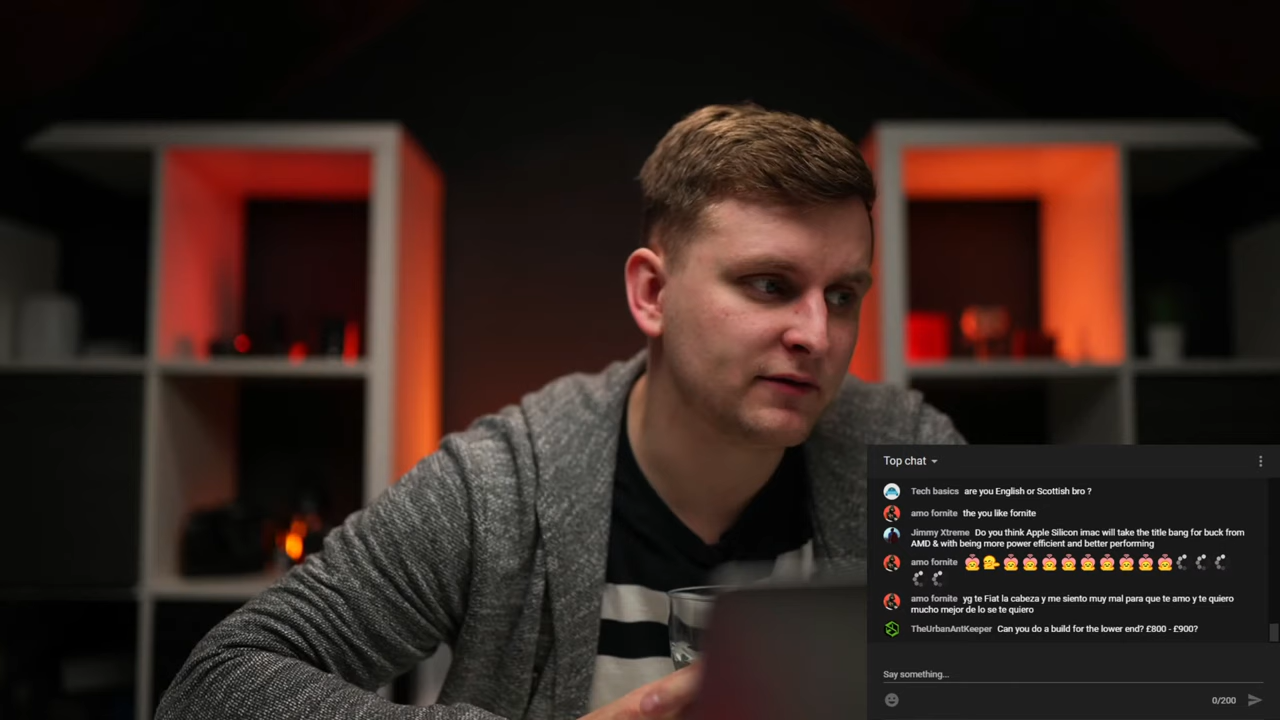 Top chat
Tech basics are you English or Scottish bro ?
amo fornite the you like fornite
Jimmy Xtreme Do you think Apple Silicon imac will take the title bang for buck from
AMD & with being more power efficient and better performing
amo fornite
amo fornite yg te Fiat la cabeza y me siento muy mal para que te amo y te quiero
mucho mejor de lo se te quiero
TheUrbanAntKeeper Can you do a build for the lower end? £800 - £900?
Say something...
0/200